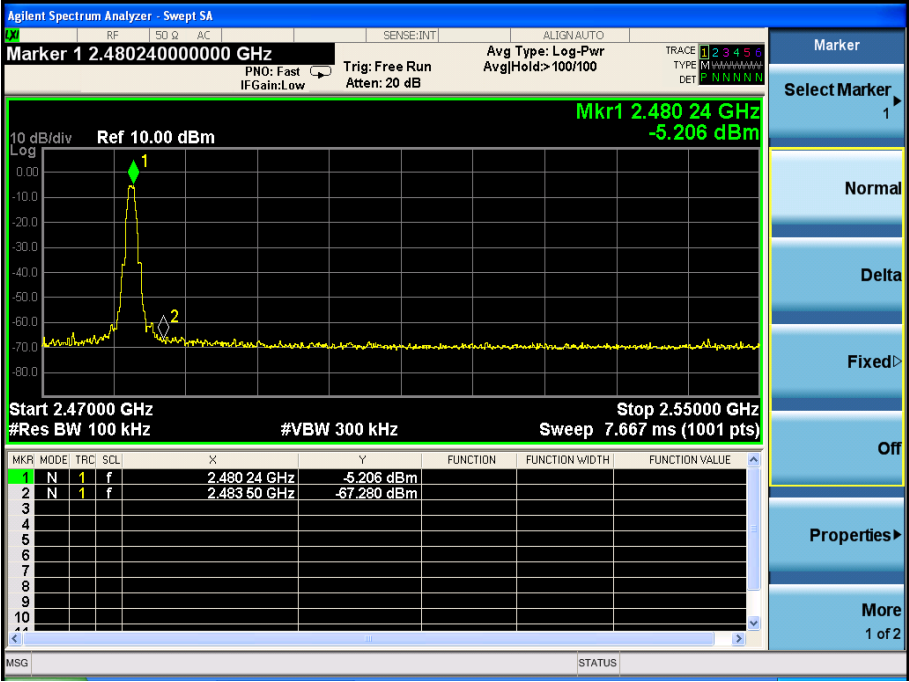 Agilent Spectrum Analyzer - Swept SA
LXI RF 50 Ω AC SENSE:INT ALIGN AUTO
Marker 1 2.480240000000 GHz
PNO: Fast
IFGain:Low
Trig: Free Run
Atten: 20 dB
Avg Type: Log-Pwr
Avg|Hold:> 100/100
TRACE 1 2 3 4 5 6
TYPE M
DET P N N N N N
Mkr1 2.480 24 GHz
-5.206 dBm
10 dB/div Ref 10.00 dBm
Log
1
0.00
-10.0
-20.0
-30.0
-40.0
-50.0
-60.0
2
-70.0
-80.0
Start 2.47000 GHz Stop 2.55000 GHz
#Res BW 100 kHz #VBW 300 kHz Sweep 7.667 ms (1001 pts)
MKR MODE TRC SCL X Y FUNCTION FUNCTION WIDTH FUNCTION VALUE
1 N 1 f 2.480 24 GHz -5.206 dBm
2 N 1 f 2.483 50 GHz -67.280 dBm
3
4
5
6
7
8
9
10
MSG STATUS
Marker
Select Marker
1
Normal
Delta
Fixed
Off
Properties
More
1 of 2